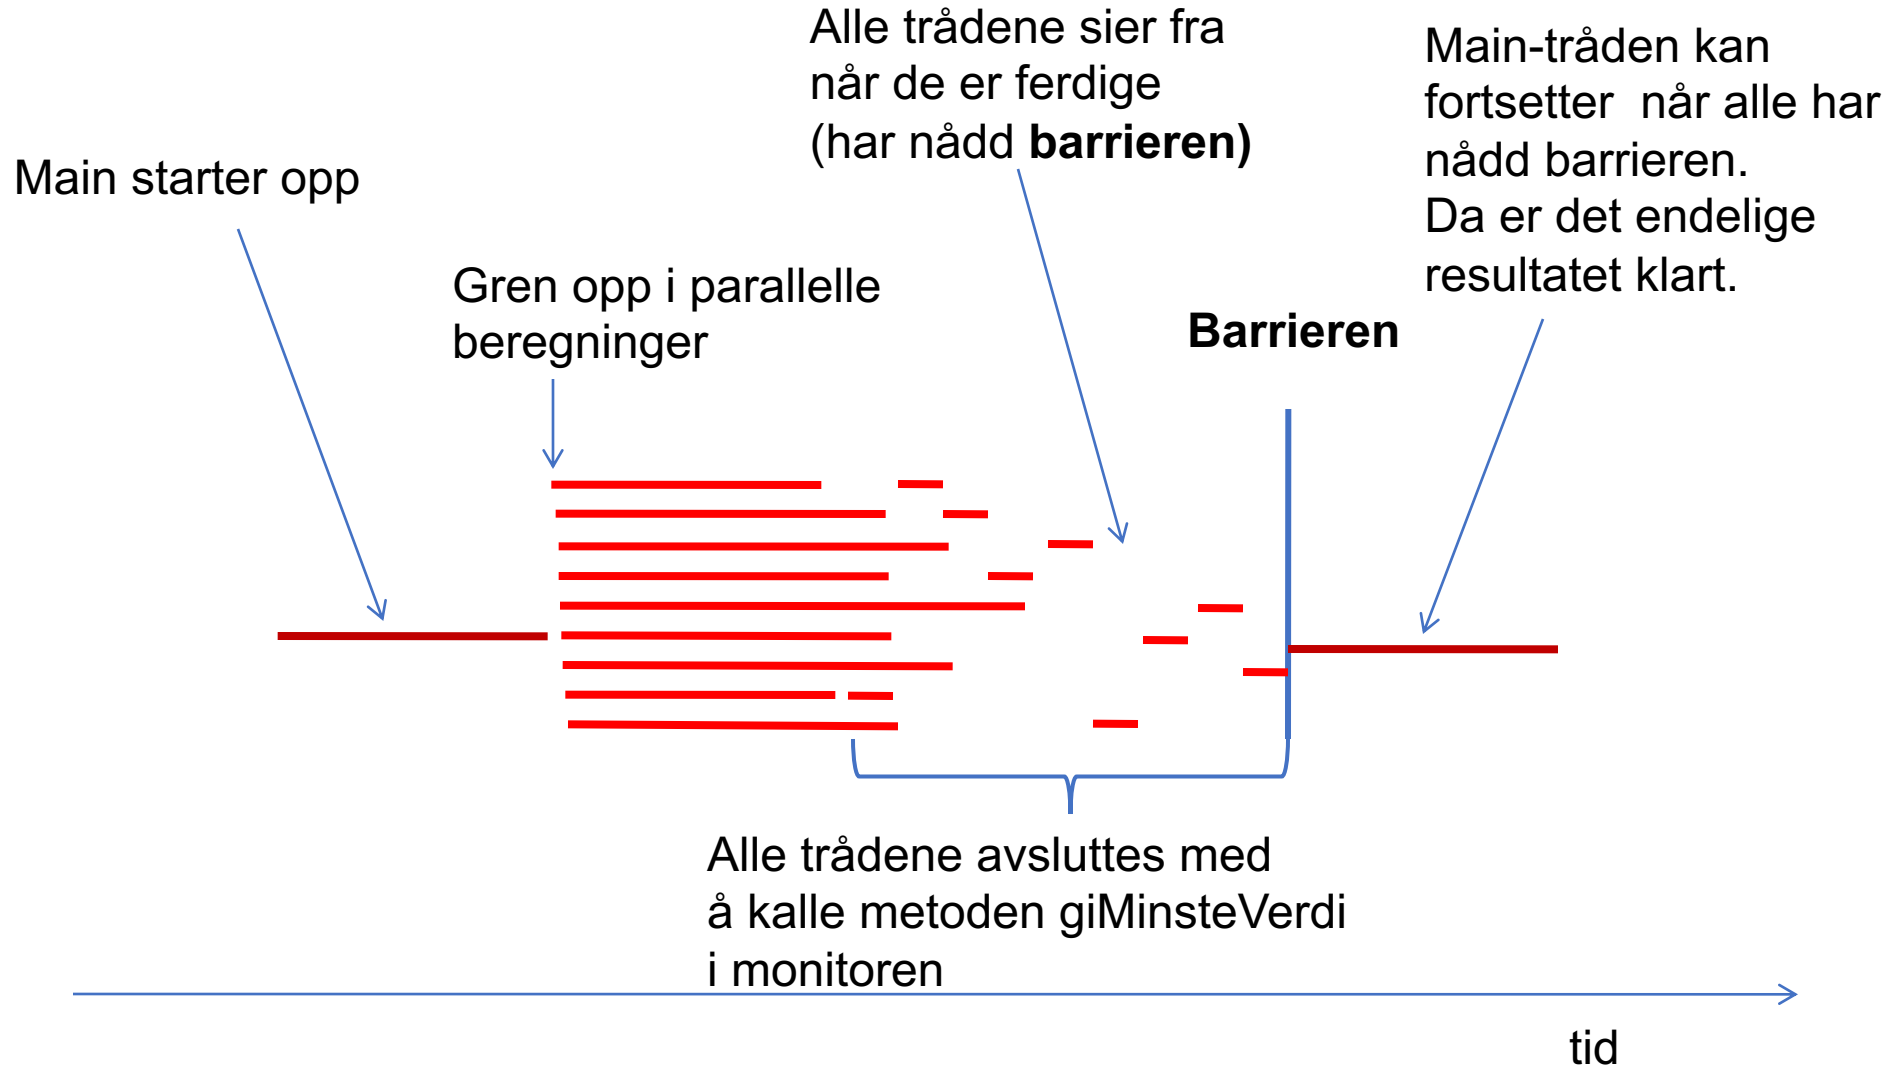 Main starter opp
Gren opp i parallelle
beregninger
Alle trådene sier fra
når de er ferdige
(har nådd barrieren)
Barrieren
Main-tråden kan
fortsetter  når alle har
nådd barrieren.
Da er det endelige
resultatet klart.
Alle trådene avsluttes med
å kalle metoden giMinsteVerdi
i monitoren
tid